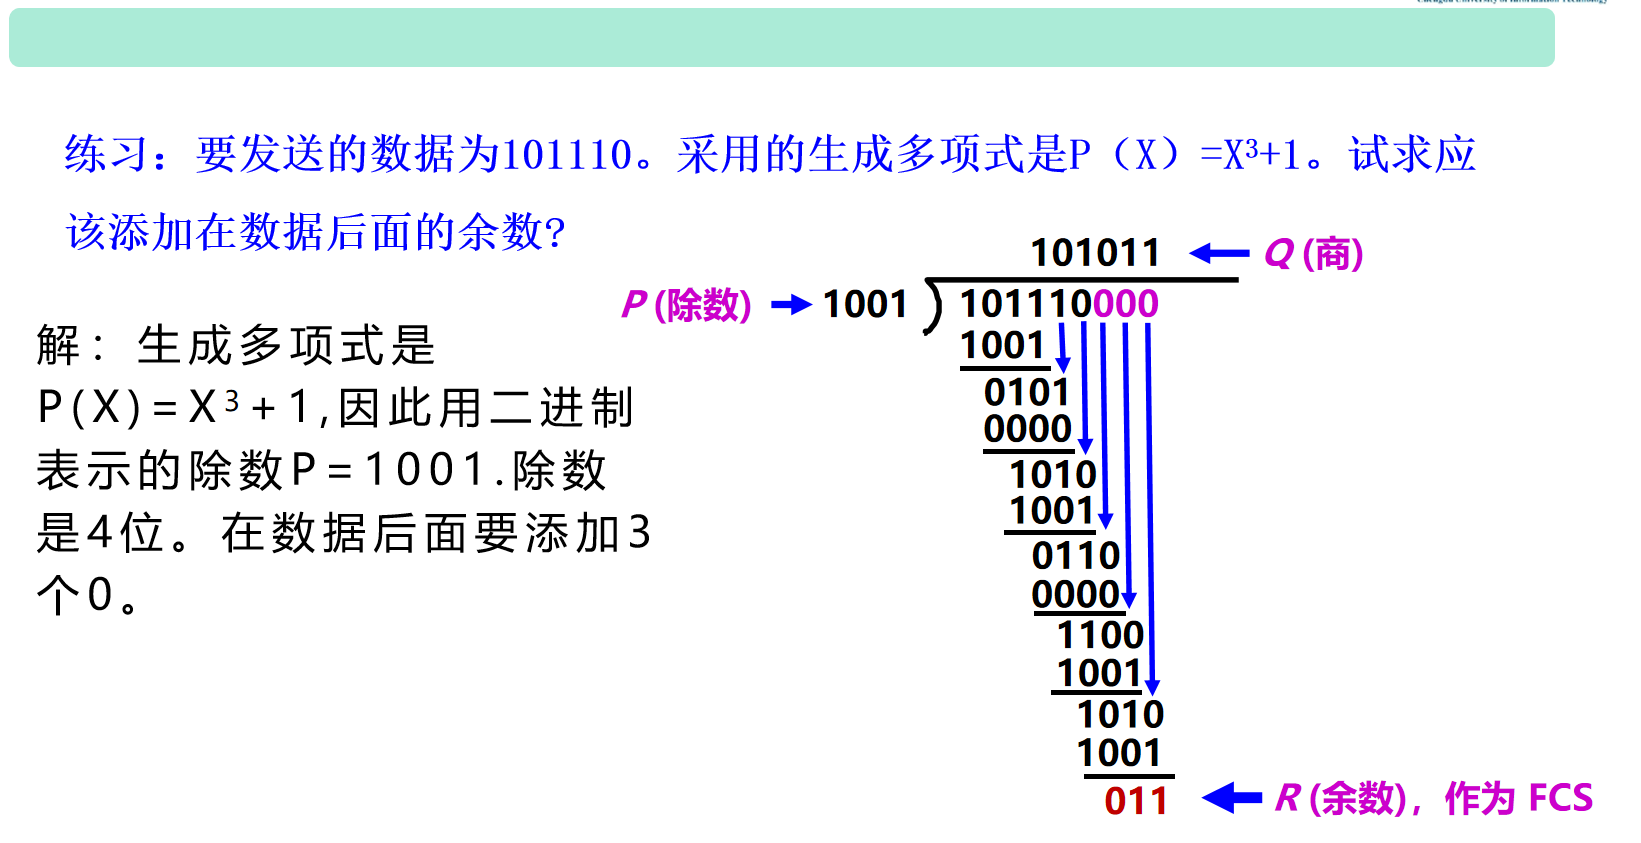 练习：要发送的数据为101110。采用的生成多项式是P（X）=X³+1。试求应
该添加在数据后面的余数?
解：生成多项式是
P(X)=X³+1,因此用二进制
表示的除数P=1001.除数
是4位。在数据后面要添加3
个0。
101011 Q (商)
P (除数) 1001 101110000
1001
0101
0000
1010
1001
0110
0000
1100
1001
1010
1001
011 R (余数)，作为 FCS